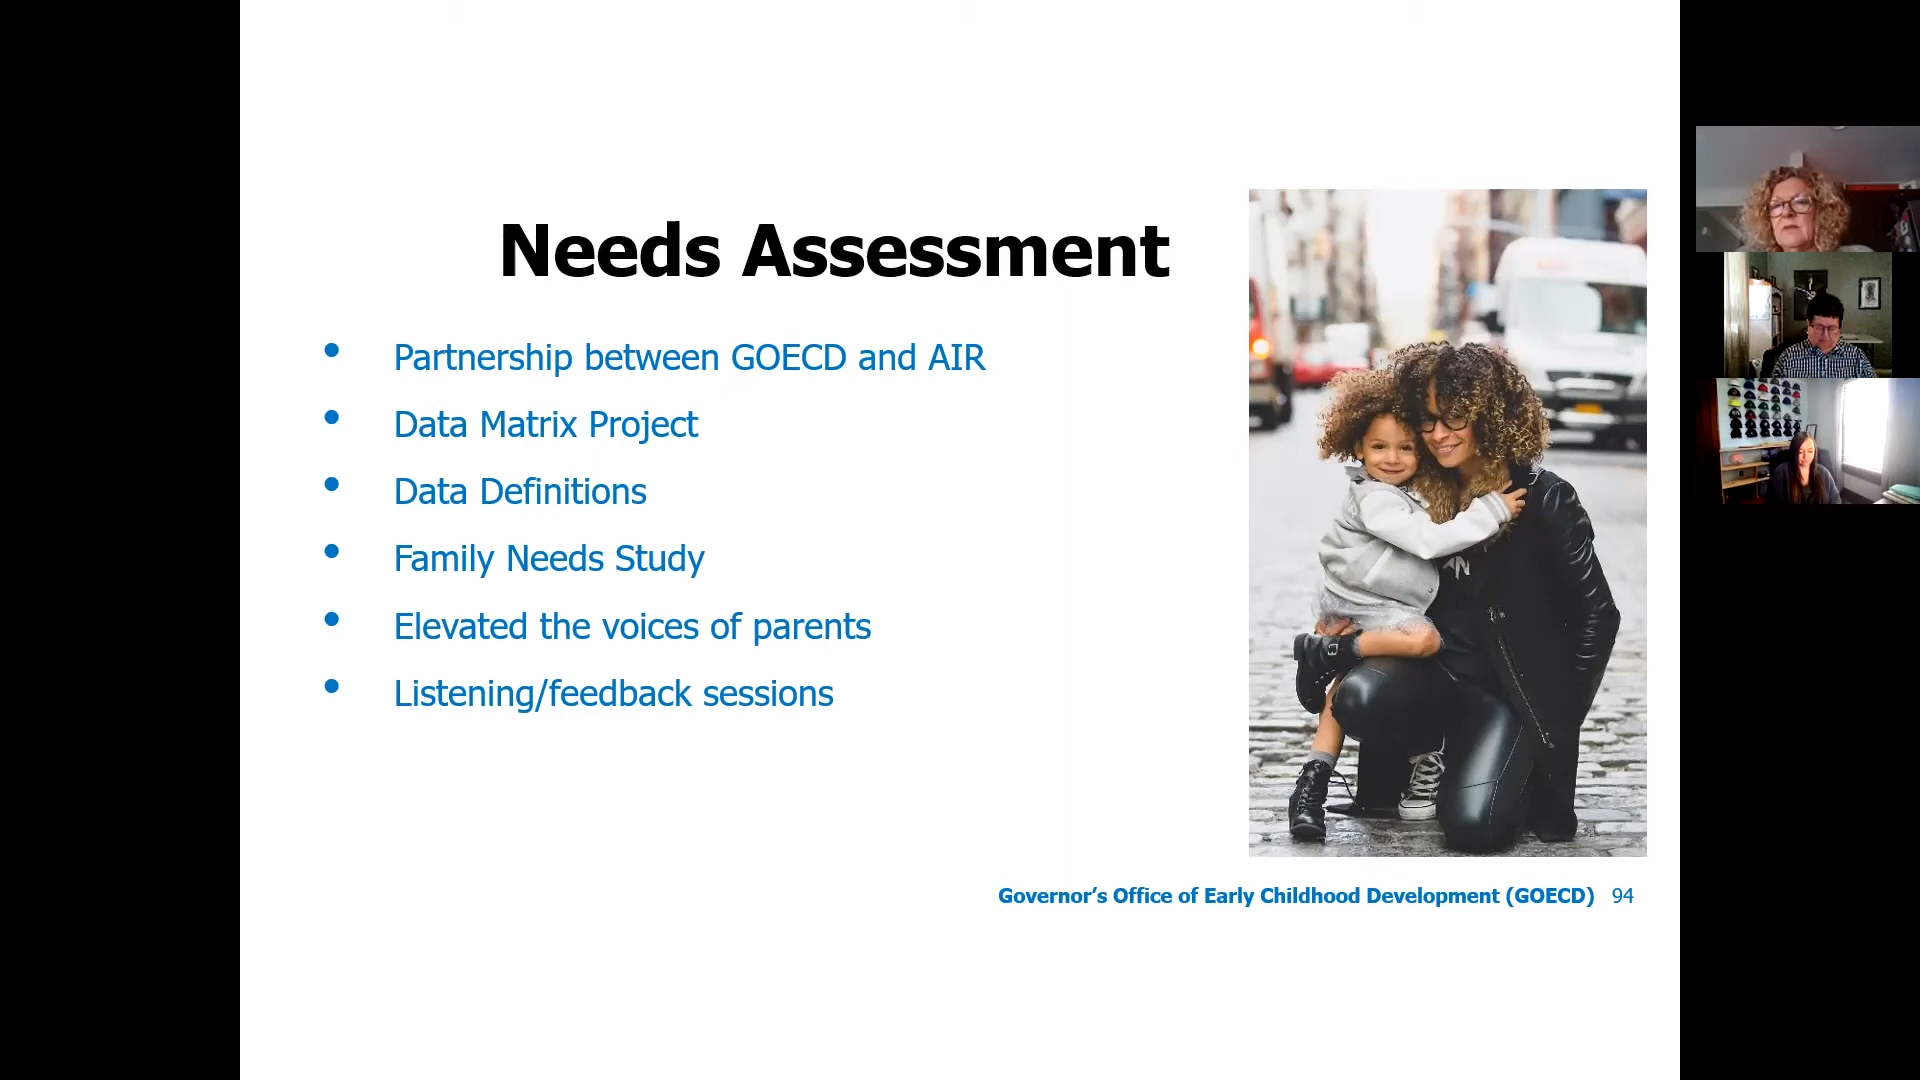 Needs Assessment
• Partnership between GOECD and AIR
• Data Matrix Project
• Data Definitions
• Family Needs Study
• Elevated the voices of parents
• Listening/feedback sessions
Governor’s Office of Early Childhood Development (GOECD) 94